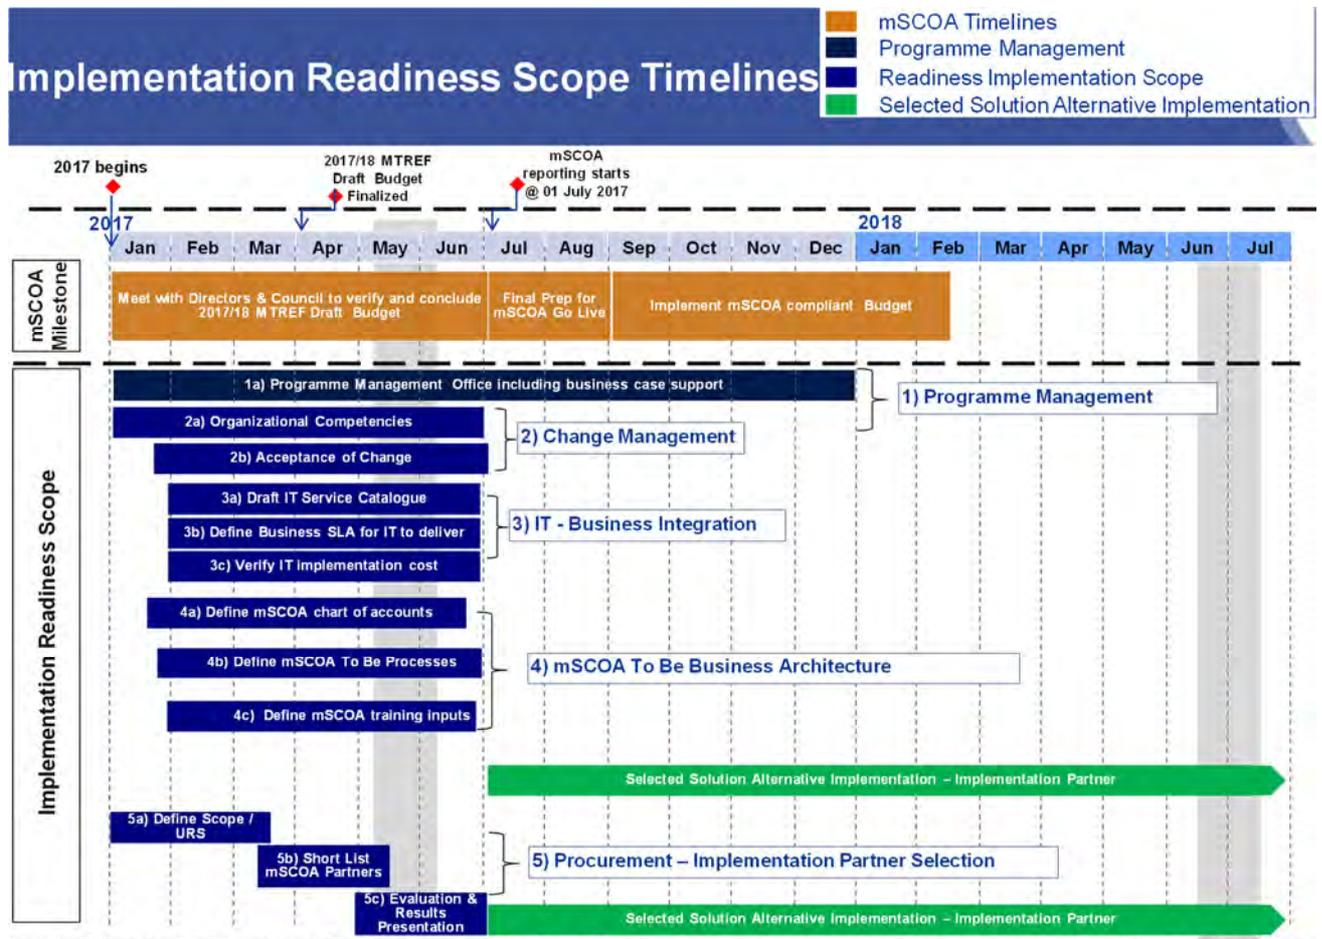 Implementation Readiness Scope Timelines
mSCOA Timelines
Programme Management
Readiness Implementation Scope
Selected Solution Alternative Implementation
2017 begins
2017/18 MTREF
Draft Budget
Finalized
mSCOA
reporting starts
@ 01 July 2017
2017
2018
Jan Feb Mar Apr May Jun Jul Aug Sep Oct Nov Dec Jan Feb Mar Apr May Jun Jul
mSCOA
Milestone
Meet with Directors & Council to verify and conclude
2017/18 MTREF Draft Budget
Final Prep for
mSCOA Go Live
Implement mSCOA compliant Budget
Implementation Readiness Scope
1a) Programme Management Office including business case support
1) Programme Management
2a) Organizational Competencies
2) Change Management
2b) Acceptance of Change
3a) Draft IT Service Catalogue
3) IT - Business Integration
3b) Define Business SLA for IT to deliver
3c) Verify IT implementation cost
4a) Define mSCOA chart of accounts
4b) Define mSCOA To Be Processes
4) mSCOA To Be Business Architecture
4c) Define mSCOA training inputs
Selected Solution Alternative Implementation – Implementation Partner
5a) Define Scope /
URS
5b) Short List
mSCOA Partners
5) Procurement – Implementation Partner Selection
5c) Evaluation &
Results
Presentation
Selected Solution Alternative Implementation – Implementation Partner